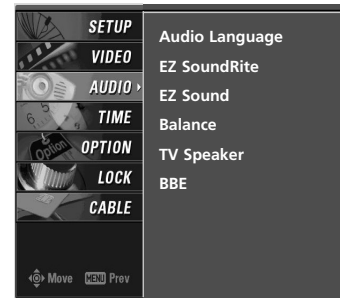 SETUP
VIDEO
AUDIO
TIME
OPTION
LOCK
CABLE
Move MENU Prev
Audio Language
EZ SoundRite
EZ Sound
Balance
TV Speaker
BBE